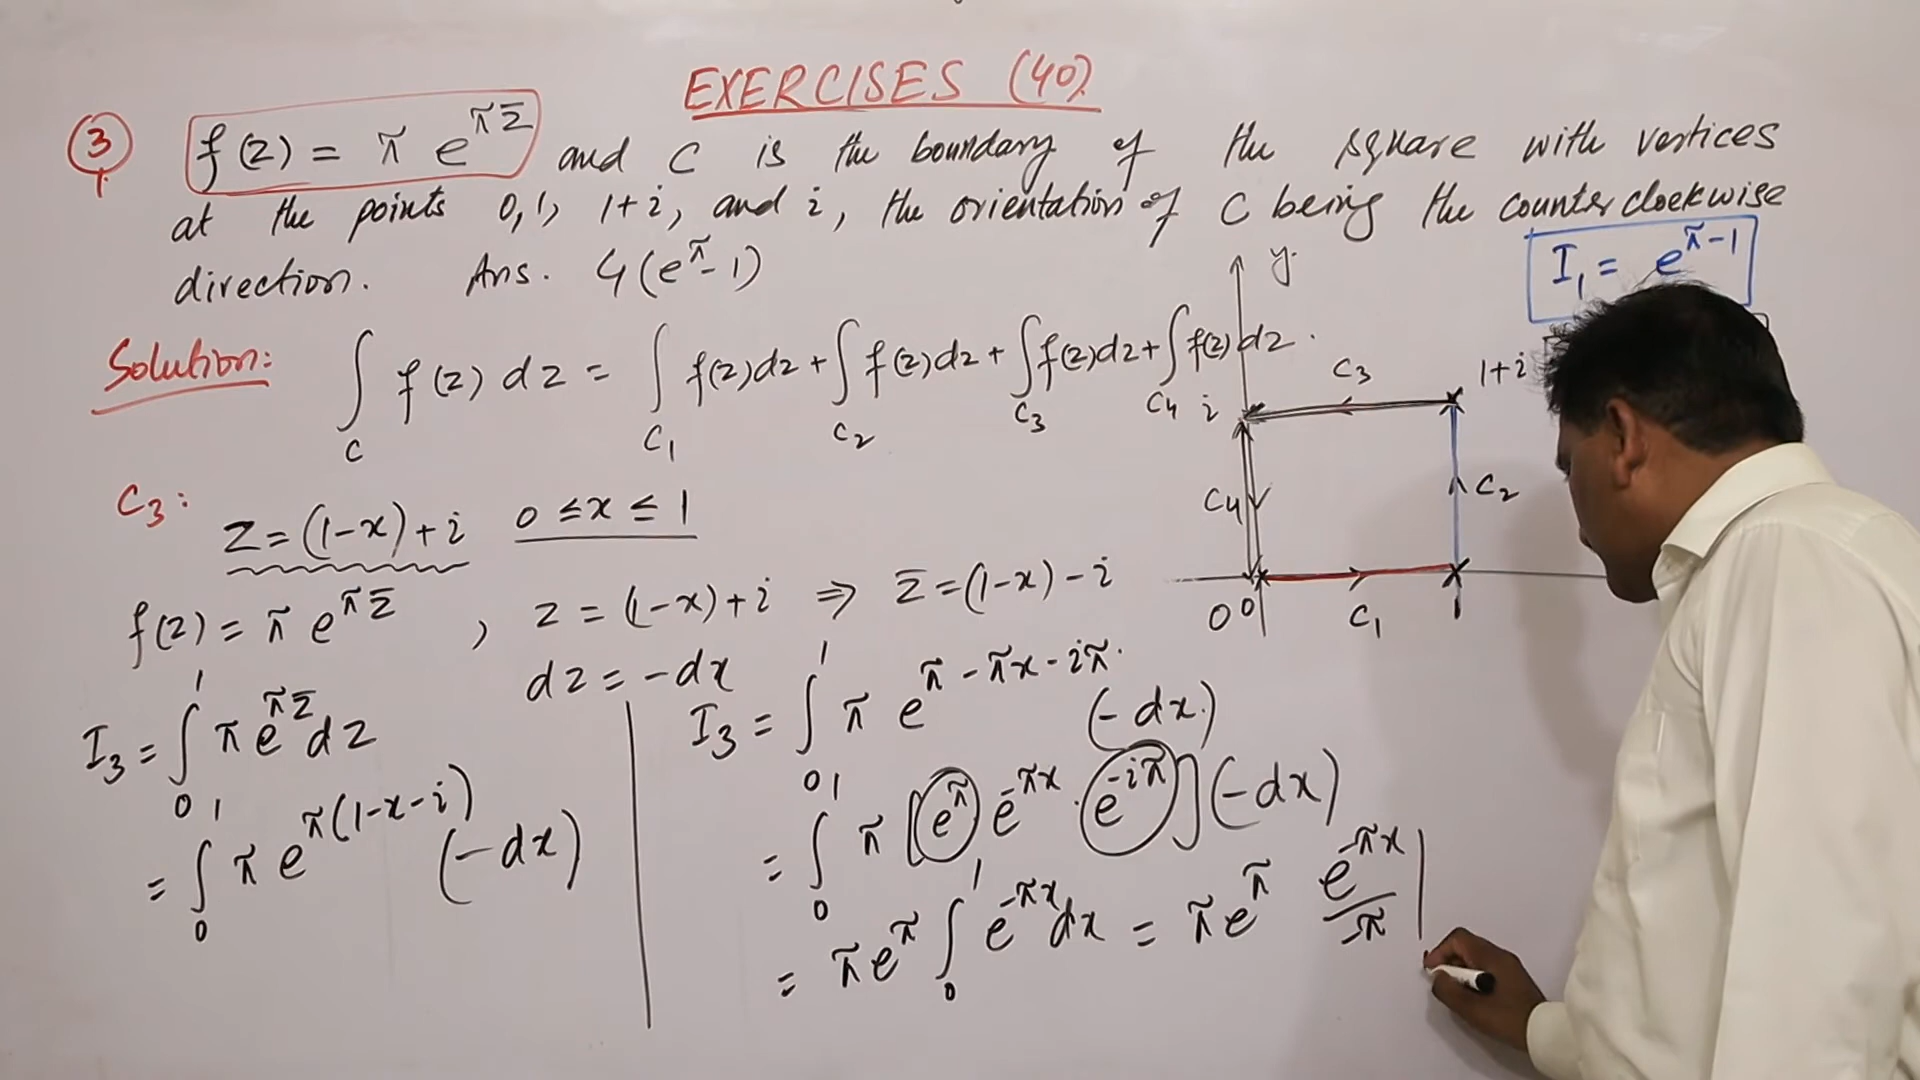 EXERCISES (40)
③ f(z) = π e^{π z̄} and C is the boundary of the square with vertices
at the points 0, 1, 1+i, and i, the orientation of C being the counterclockwise
direction. Ans. 4(e^π - 1)
I₁ = e^π - 1
Solution: ∫_C f(z) dz = ∫_{C₁} f(z)dz + ∫_{C₂} f(z)dz + ∫_{C₃} f(z)dz + ∫_{C₄} f(z) dz.
y
i
C₃
1+i
C₄
C₂
0 0
C₁
1
C₃:
z = (1-x)+i 0 ≤ x ≤ 1
f(z) = π e^{π z̄} , z = (1-x)+i ⇒ z̄ = (1-x) - i
dz = -dx
I₃ = ∫₀¹ π e^{π z̄} dz
= ∫₀¹ π e^{π(1-x-i)} (-dx)
I₃ = ∫₀¹ π e^{π - πx - iπ} (-dx)
= ∫₀¹ π [e^π e^{-πx} · e^{-iπ}] (-dx)
= π e^π ∫₀¹ e^{-πx} dx = π e^π e^{-πx}/-π |